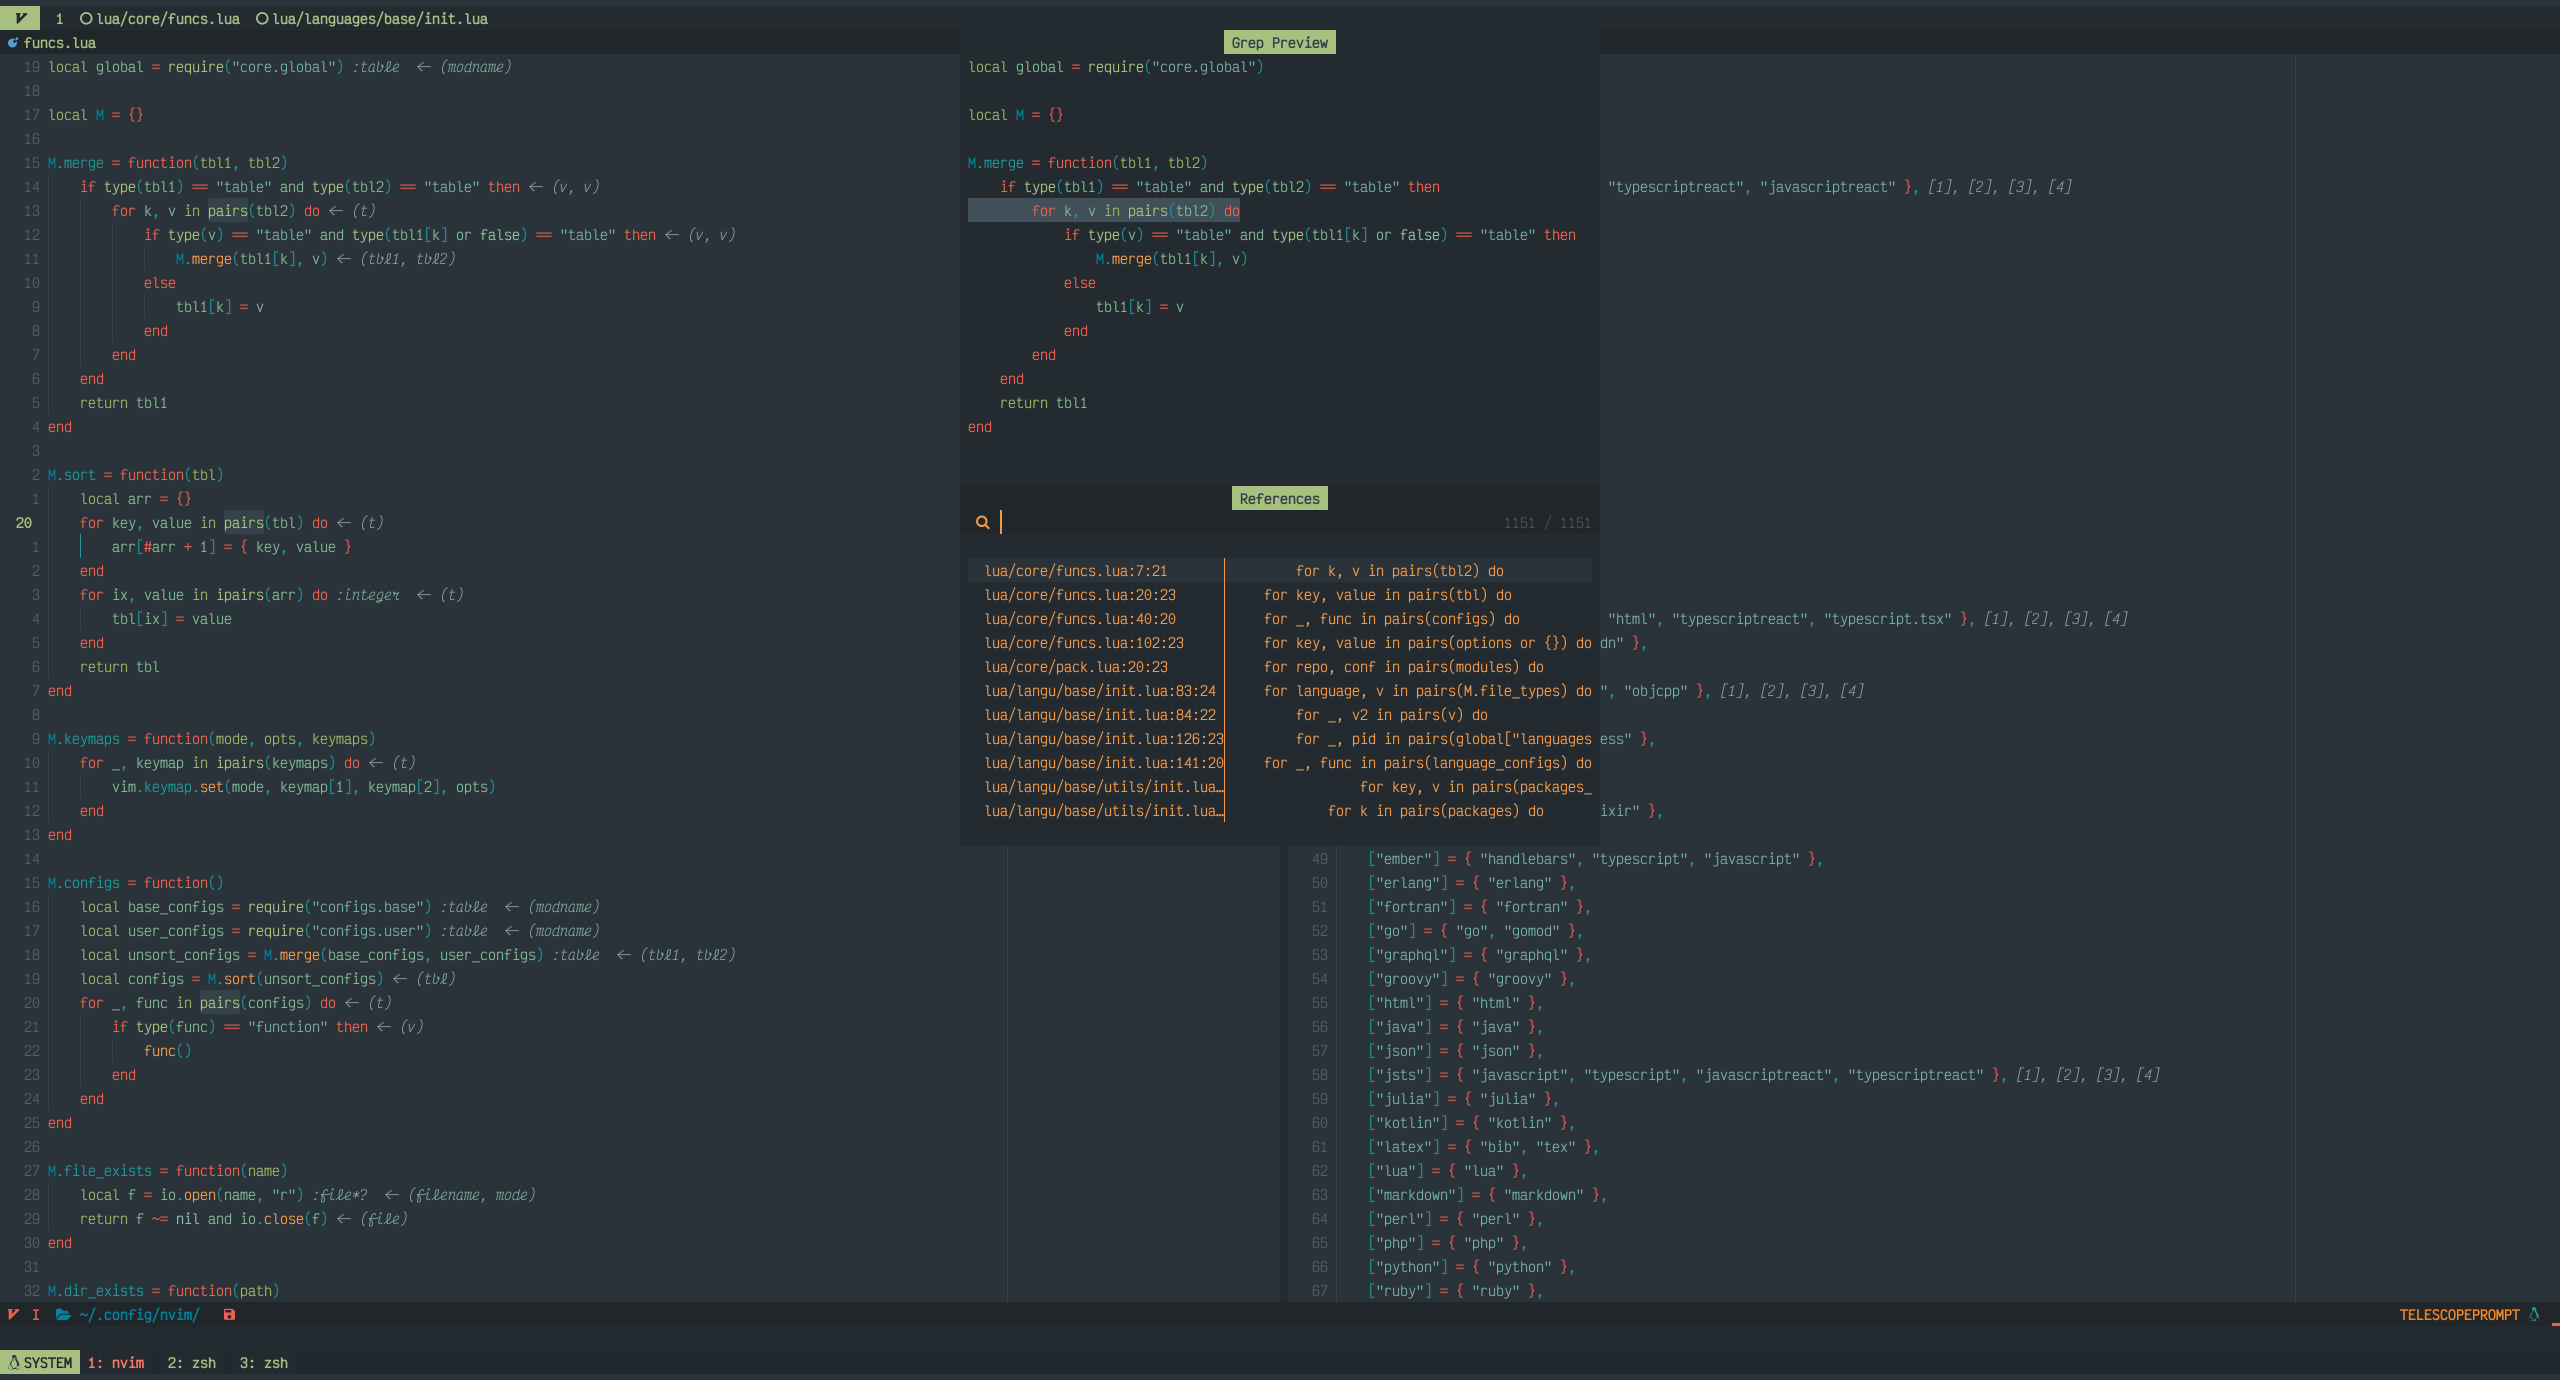 1 lua/core/funcs.lua lua/languages/base/init.lua
funcs.lua
19 local global = require("core.global") :table ← (modname)
18
17 local M = {}
16
15 M.merge = function(tbl1, tbl2)
14 if type(tbl1) == "table" and type(tbl2) == "table" then ← (v, v)
13 for k, v in pairs(tbl2) do ← (t)
12 if type(v) == "table" and type(tbl1[k] or false) == "table" then ← (v, v)
11 M.merge(tbl1[k], v) ← (tbl1, tbl2)
10 else
9 tbl1[k] = v
8 end
7 end
6 end
5 return tbl1
4 end
3
2 M.sort = function(tbl)
1 local arr = {}
20 for key, value in pairs(tbl) do ← (t)
1 arr[#arr + 1] = { key, value }
2 end
3 for ix, value in ipairs(arr) do :integer ← (t)
4 tbl[ix] = value
5 end
6 return tbl
7 end
8
9 M.keymaps = function(mode, opts, keymaps)
10 for _, keymap in ipairs(keymaps) do ← (t)
11 vim.keymap.set(mode, keymap[1], keymap[2], opts)
12 end
13 end
14
15 M.configs = function()
16 local base_configs = require("configs.base") :table ← (modname)
17 local user_configs = require("configs.user") :table ← (modname)
18 local unsort_configs = M.merge(base_configs, user_configs) :table ← (tbl1, tbl2)
19 local configs = M.sort(unsort_configs) ← (tbl)
20 for _, func in pairs(configs) do ← (t)
21 if type(func) == "function" then ← (v)
22 func()
23 end
24 end
25 end
26
27 M.file_exists = function(name)
28 local f = io.open(name, "r") :file*? ← (filename, mode)
29 return f ~= nil and io.close(f) ← (file)
30 end
31
32 M.dir_exists = function(path)
Grep Preview
local global = require("core.global")
local M = {}
M.merge = function(tbl1, tbl2)
if type(tbl1) == "table" and type(tbl2) == "table" then
for k, v in pairs(tbl2) do
if type(v) == "table" and type(tbl1[k] or false) == "table" then
M.merge(tbl1[k], v)
else
tbl1[k] = v
end
end
end
return tbl1
end
References
1151 / 1151
lua/core/funcs.lua:7:21 for k, v in pairs(tbl2) do
lua/core/funcs.lua:20:23 for key, value in pairs(tbl) do
lua/core/funcs.lua:40:20 for _, func in pairs(configs) do
lua/core/funcs.lua:102:23 for key, value in pairs(options or {}) do
lua/core/pack.lua:20:23 for repo, conf in pairs(modules) do
lua/langu/base/init.lua:83:24 for language, v in pairs(M.file_types) do
lua/langu/base/init.lua:84:22 for _, v2 in pairs(v) do
lua/langu/base/init.lua:126:23 for _, pid in pairs(global["languages
lua/langu/base/init.lua:141:20 for _, func in pairs(language_configs) do
lua/langu/base/utils/init.lua… for key, v in pairs(packages_
lua/langu/base/utils/init.lua… for k in pairs(packages) do
"typescriptreact", "javascriptreact" }, [1], [2], [3], [4]
"html", "typescriptreact", "typescript.tsx" }, [1], [2], [3], [4]
dn" },
", "objcpp" }, [1], [2], [3], [4]
ess" },
ixir" },
49 ["ember"] = { "handlebars", "typescript", "javascript" },
50 ["erlang"] = { "erlang" },
51 ["fortran"] = { "fortran" },
52 ["go"] = { "go", "gomod" },
53 ["graphql"] = { "graphql" },
54 ["groovy"] = { "groovy" },
55 ["html"] = { "html" },
56 ["java"] = { "java" },
57 ["json"] = { "json" },
58 ["jsts"] = { "javascript", "typescript", "javascriptreact", "typescriptreact" }, [1], [2], [3], [4]
59 ["julia"] = { "julia" },
60 ["kotlin"] = { "kotlin" },
61 ["latex"] = { "bib", "tex" },
62 ["lua"] = { "lua" },
63 ["markdown"] = { "markdown" },
64 ["perl"] = { "perl" },
65 ["php"] = { "php" },
66 ["python"] = { "python" },
67 ["ruby"] = { "ruby" },
I ~/.config/nvim/ TELESCOPEPROMPT
SYSTEM 1: nvim 2: zsh 3: zsh